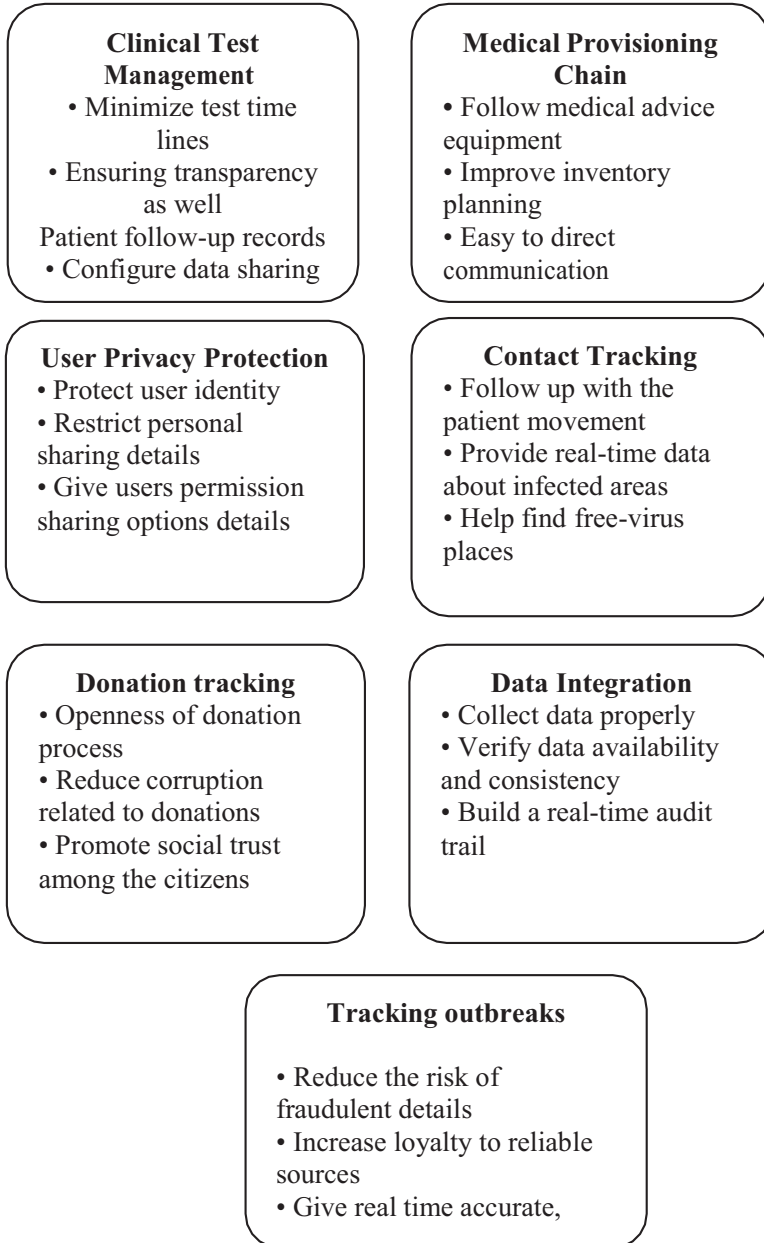 Clinical Test
Management
• Minimize test time
lines
• Ensuring transparency
as well
Patient follow-up records
• Configure data sharing
Medical Provisioning
Chain
• Follow medical advice
equipment
• Improve inventory
planning
• Easy to direct
communication
User Privacy Protection
• Protect user identity
• Restrict personal
sharing details
• Give users permission
sharing options details
Contact Tracking
• Follow up with the
patient movement
• Provide real-time data
about infected areas
• Help find free-virus
places
Donation tracking
• Openness of donation
process
• Reduce corruption
related to donations
• Promote social trust
among the citizens
Data Integration
• Collect data properly
• Verify data availability
and consistency
• Build a real-time audit
trail
Tracking outbreaks
• Reduce the risk of
fraudulent details
• Increase loyalty to reliable
sources
• Give real time accurate,